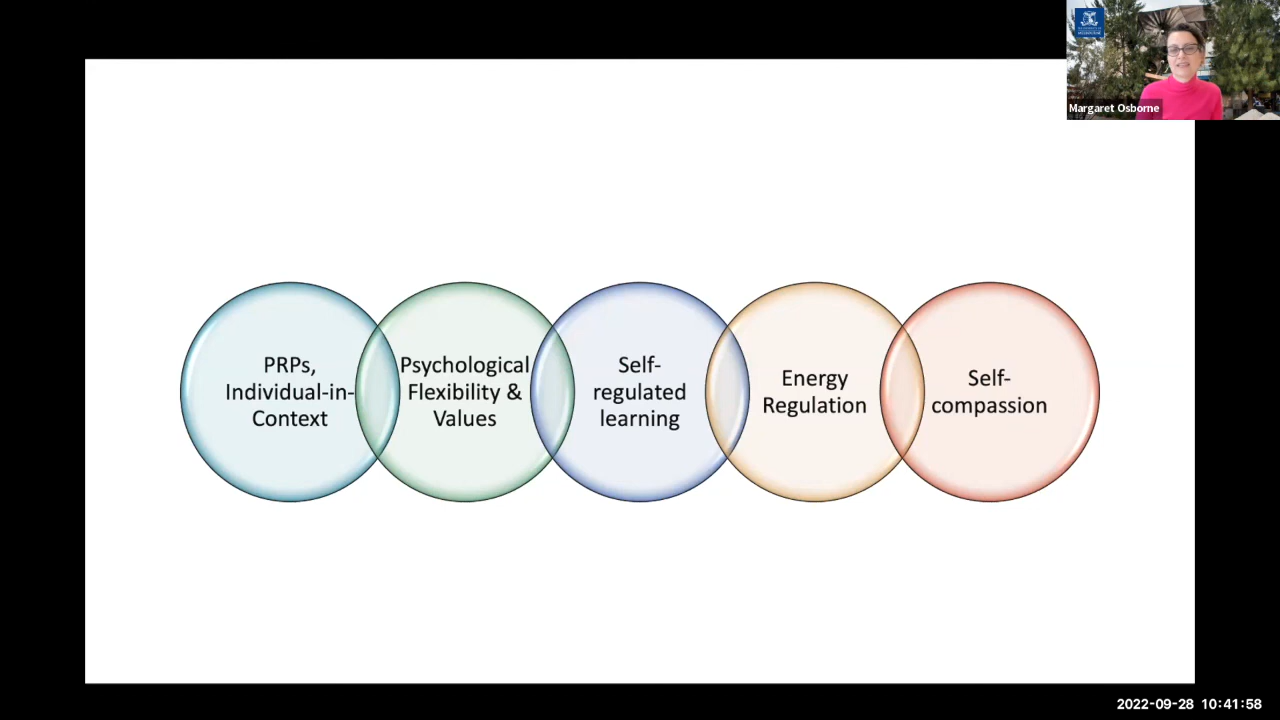 Margaret Osborne
PRPs,
Individual-in-
Context
Psychological
Flexibility &
Values
Self-
regulated
learning
Energy
Regulation
Self-
compassion
2022-09-28 10:41:58